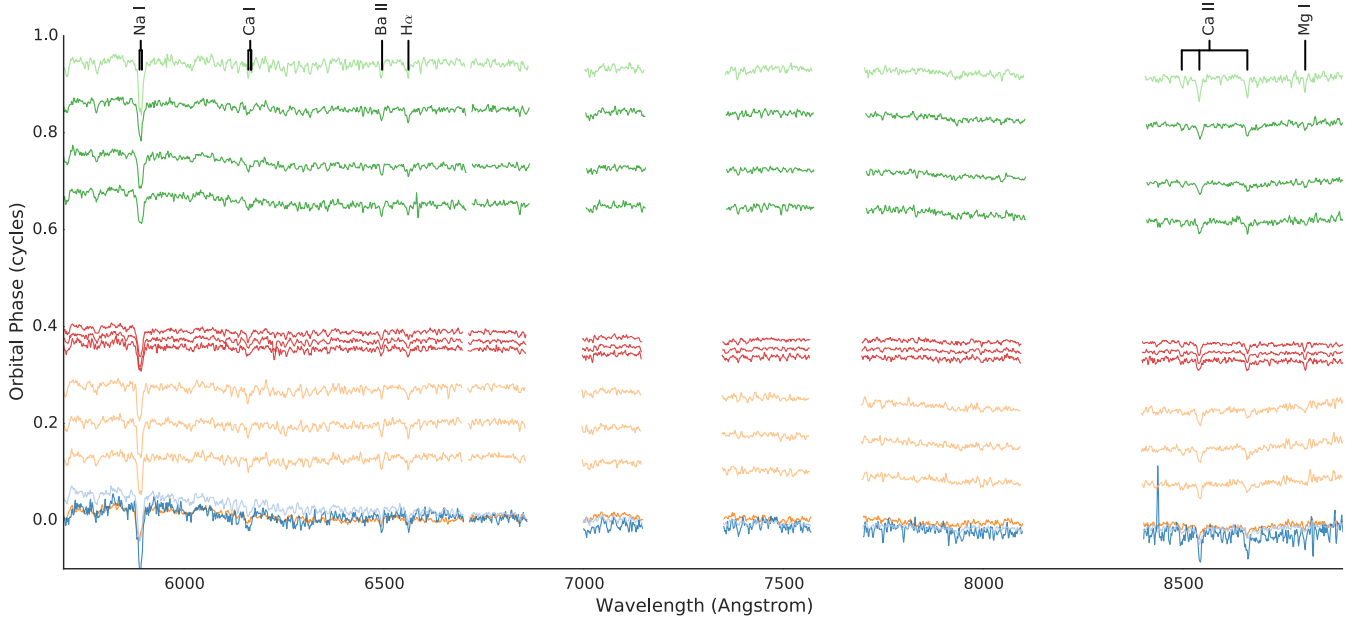 Na I
Ca I
Ba II
Hα
Ca II
Mg I
1.0
0.8
0.6
0.4
0.2
0.0
Orbital Phase (cycles)
6000
6500
7000
7500
8000
8500
Wavelength (Angstrom)